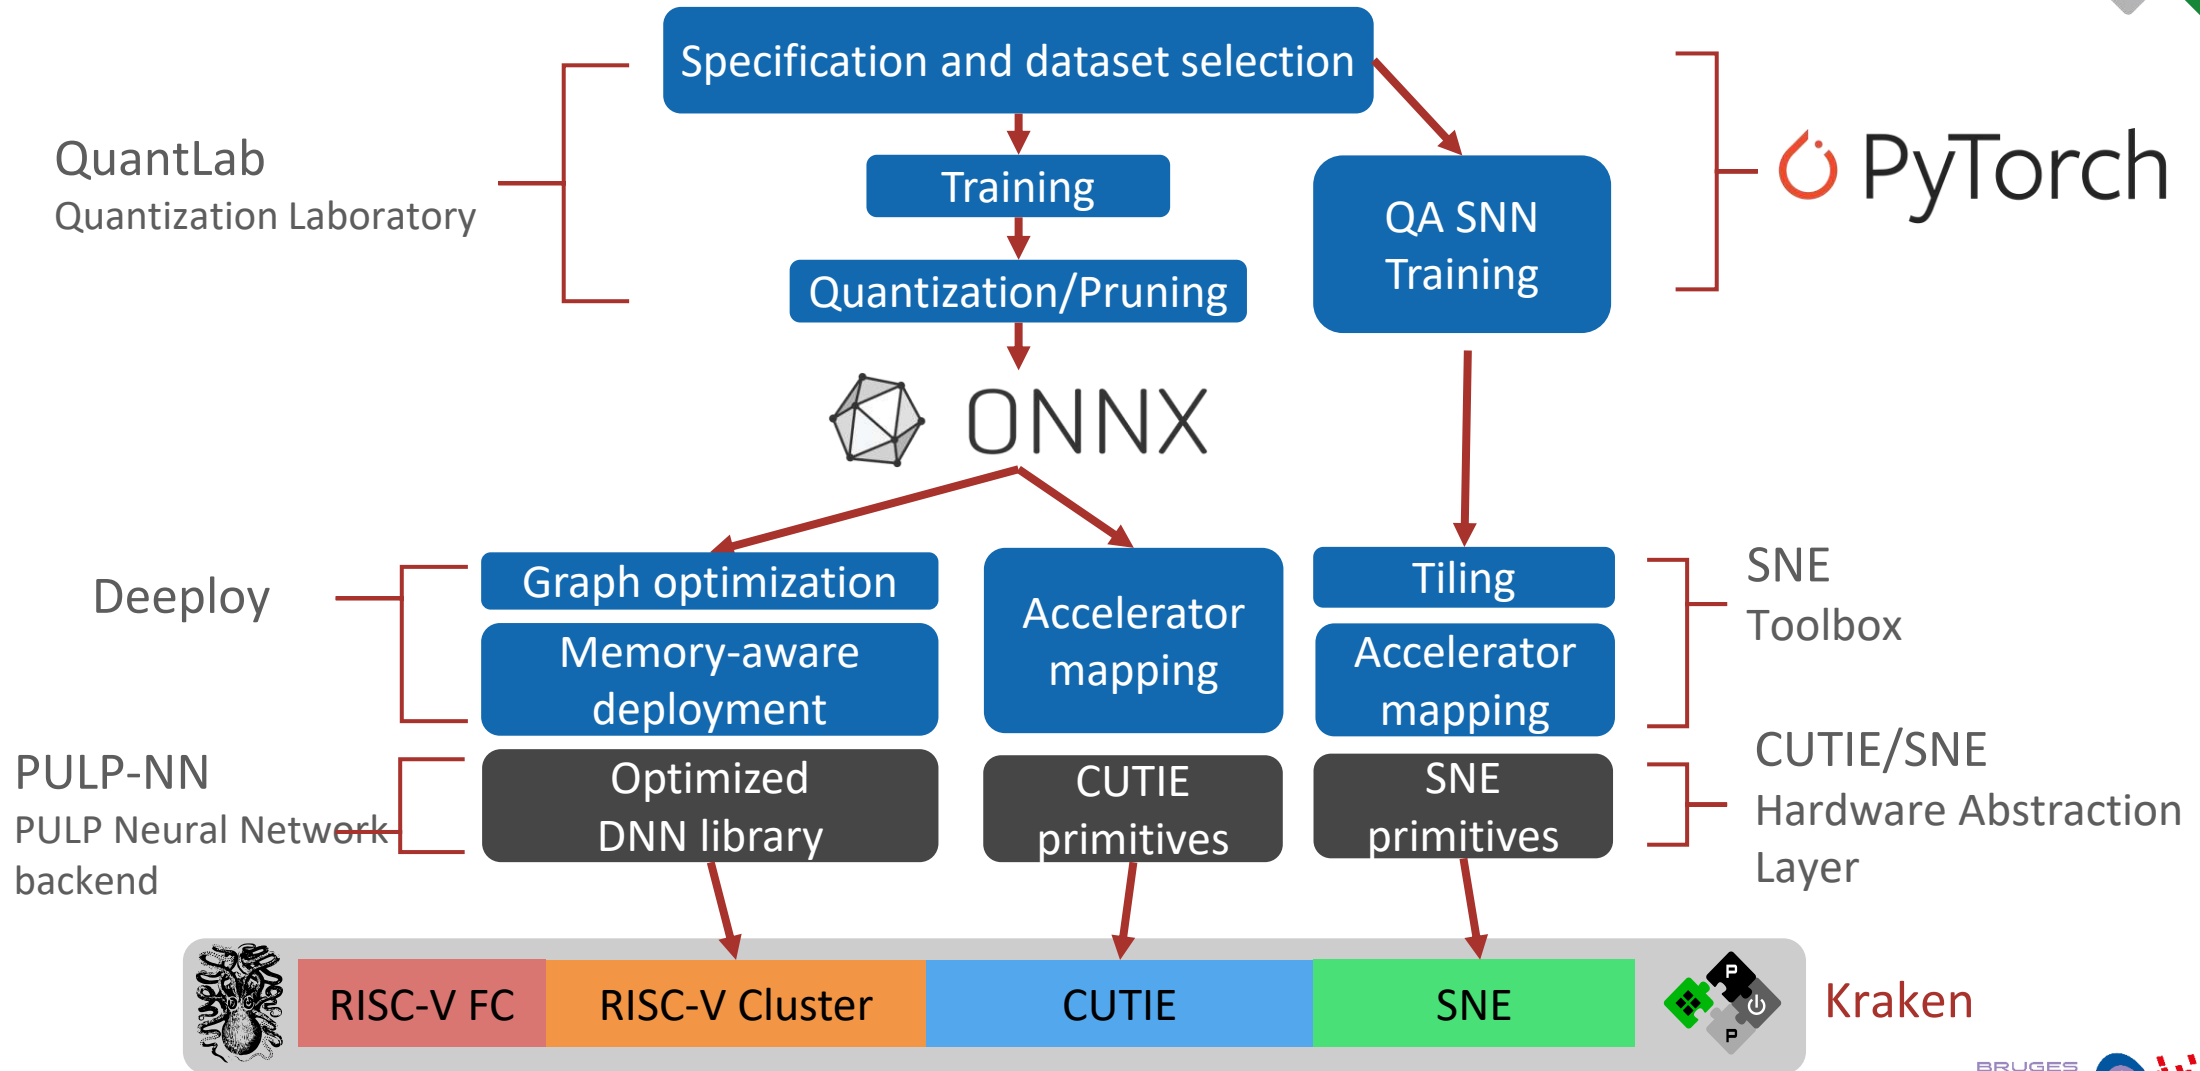 Specification and dataset selection
QuantLab
Quantization Laboratory
Training
QA SNN
Training
PyTorch
Quantization/Pruning
ONNX
Deeploy
Graph optimization
Memory-aware
deployment
Accelerator
mapping
Tiling
Accelerator
mapping
SNE
Toolbox
PULP-NN
PULP Neural Network
backend
Optimized
DNN library
CUTIE
primitives
SNE
primitives
CUTIE/SNE
Hardware Abstraction
Layer
RISC-V FC
RISC-V Cluster
CUTIE
SNE
P
P
Kraken
BRUGES